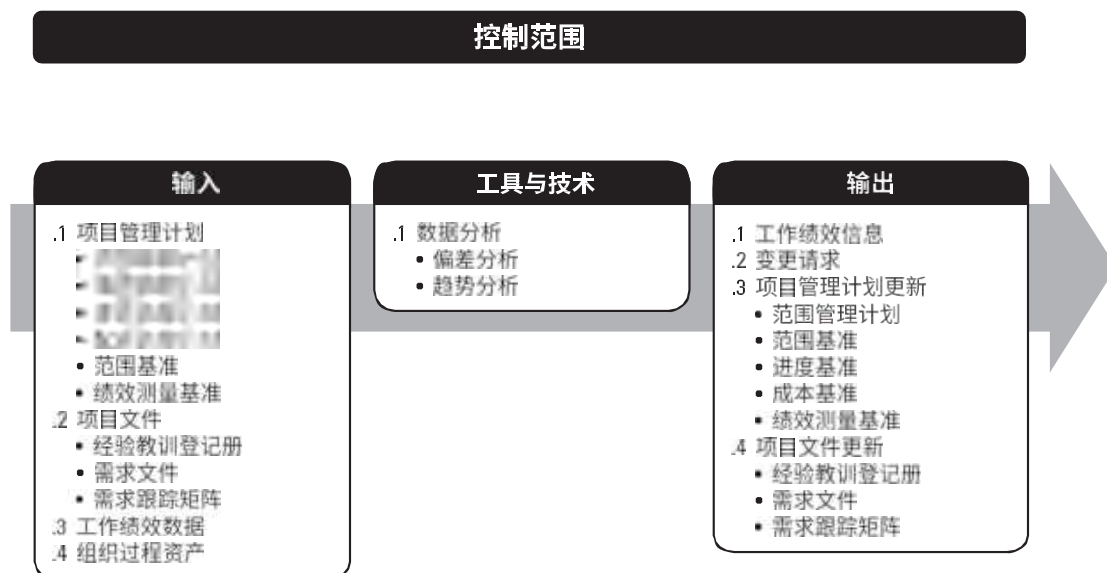 控制范围
输入
.1 项目管理计划
• 范围基准
• 绩效测量基准
.2 项目文件
• 经验教训登记册
• 需求文件
• 需求跟踪矩阵
.3 工作绩效数据
.4 组织过程资产
工具与技术
.1 数据分析
• 偏差分析
• 趋势分析
输出
.1 工作绩效信息
.2 变更请求
.3 项目管理计划更新
• 范围管理计划
• 范围基准
• 进度基准
• 成本基准
• 绩效测量基准
.4 项目文件更新
• 经验教训登记册
• 需求文件
• 需求跟踪矩阵